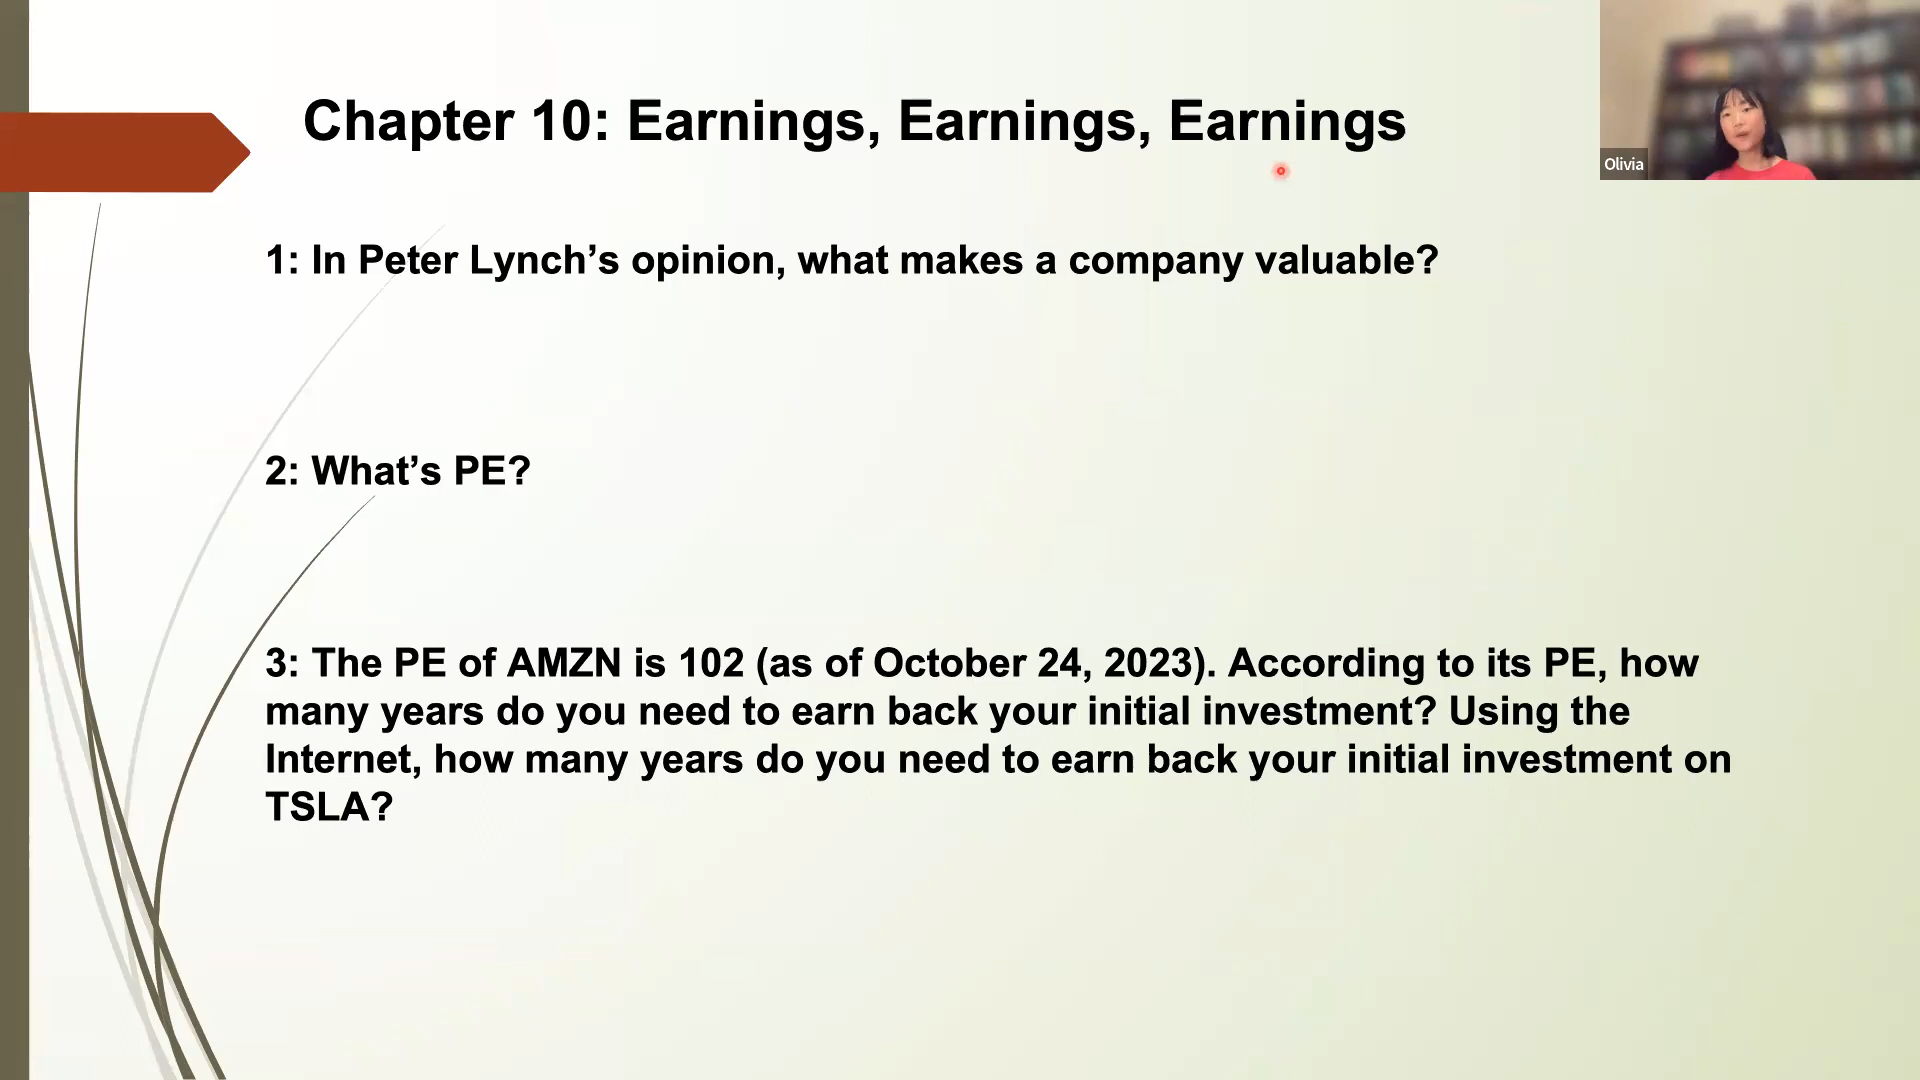 Chapter 10: Earnings, Earnings, Earnings
Olivia
1: In Peter Lynch’s opinion, what makes a company valuable?
2: What’s PE?
3: The PE of AMZN is 102 (as of October 24, 2023). According to its PE, how
many years do you need to earn back your initial investment? Using the
Internet, how many years do you need to earn back your initial investment on
TSLA?